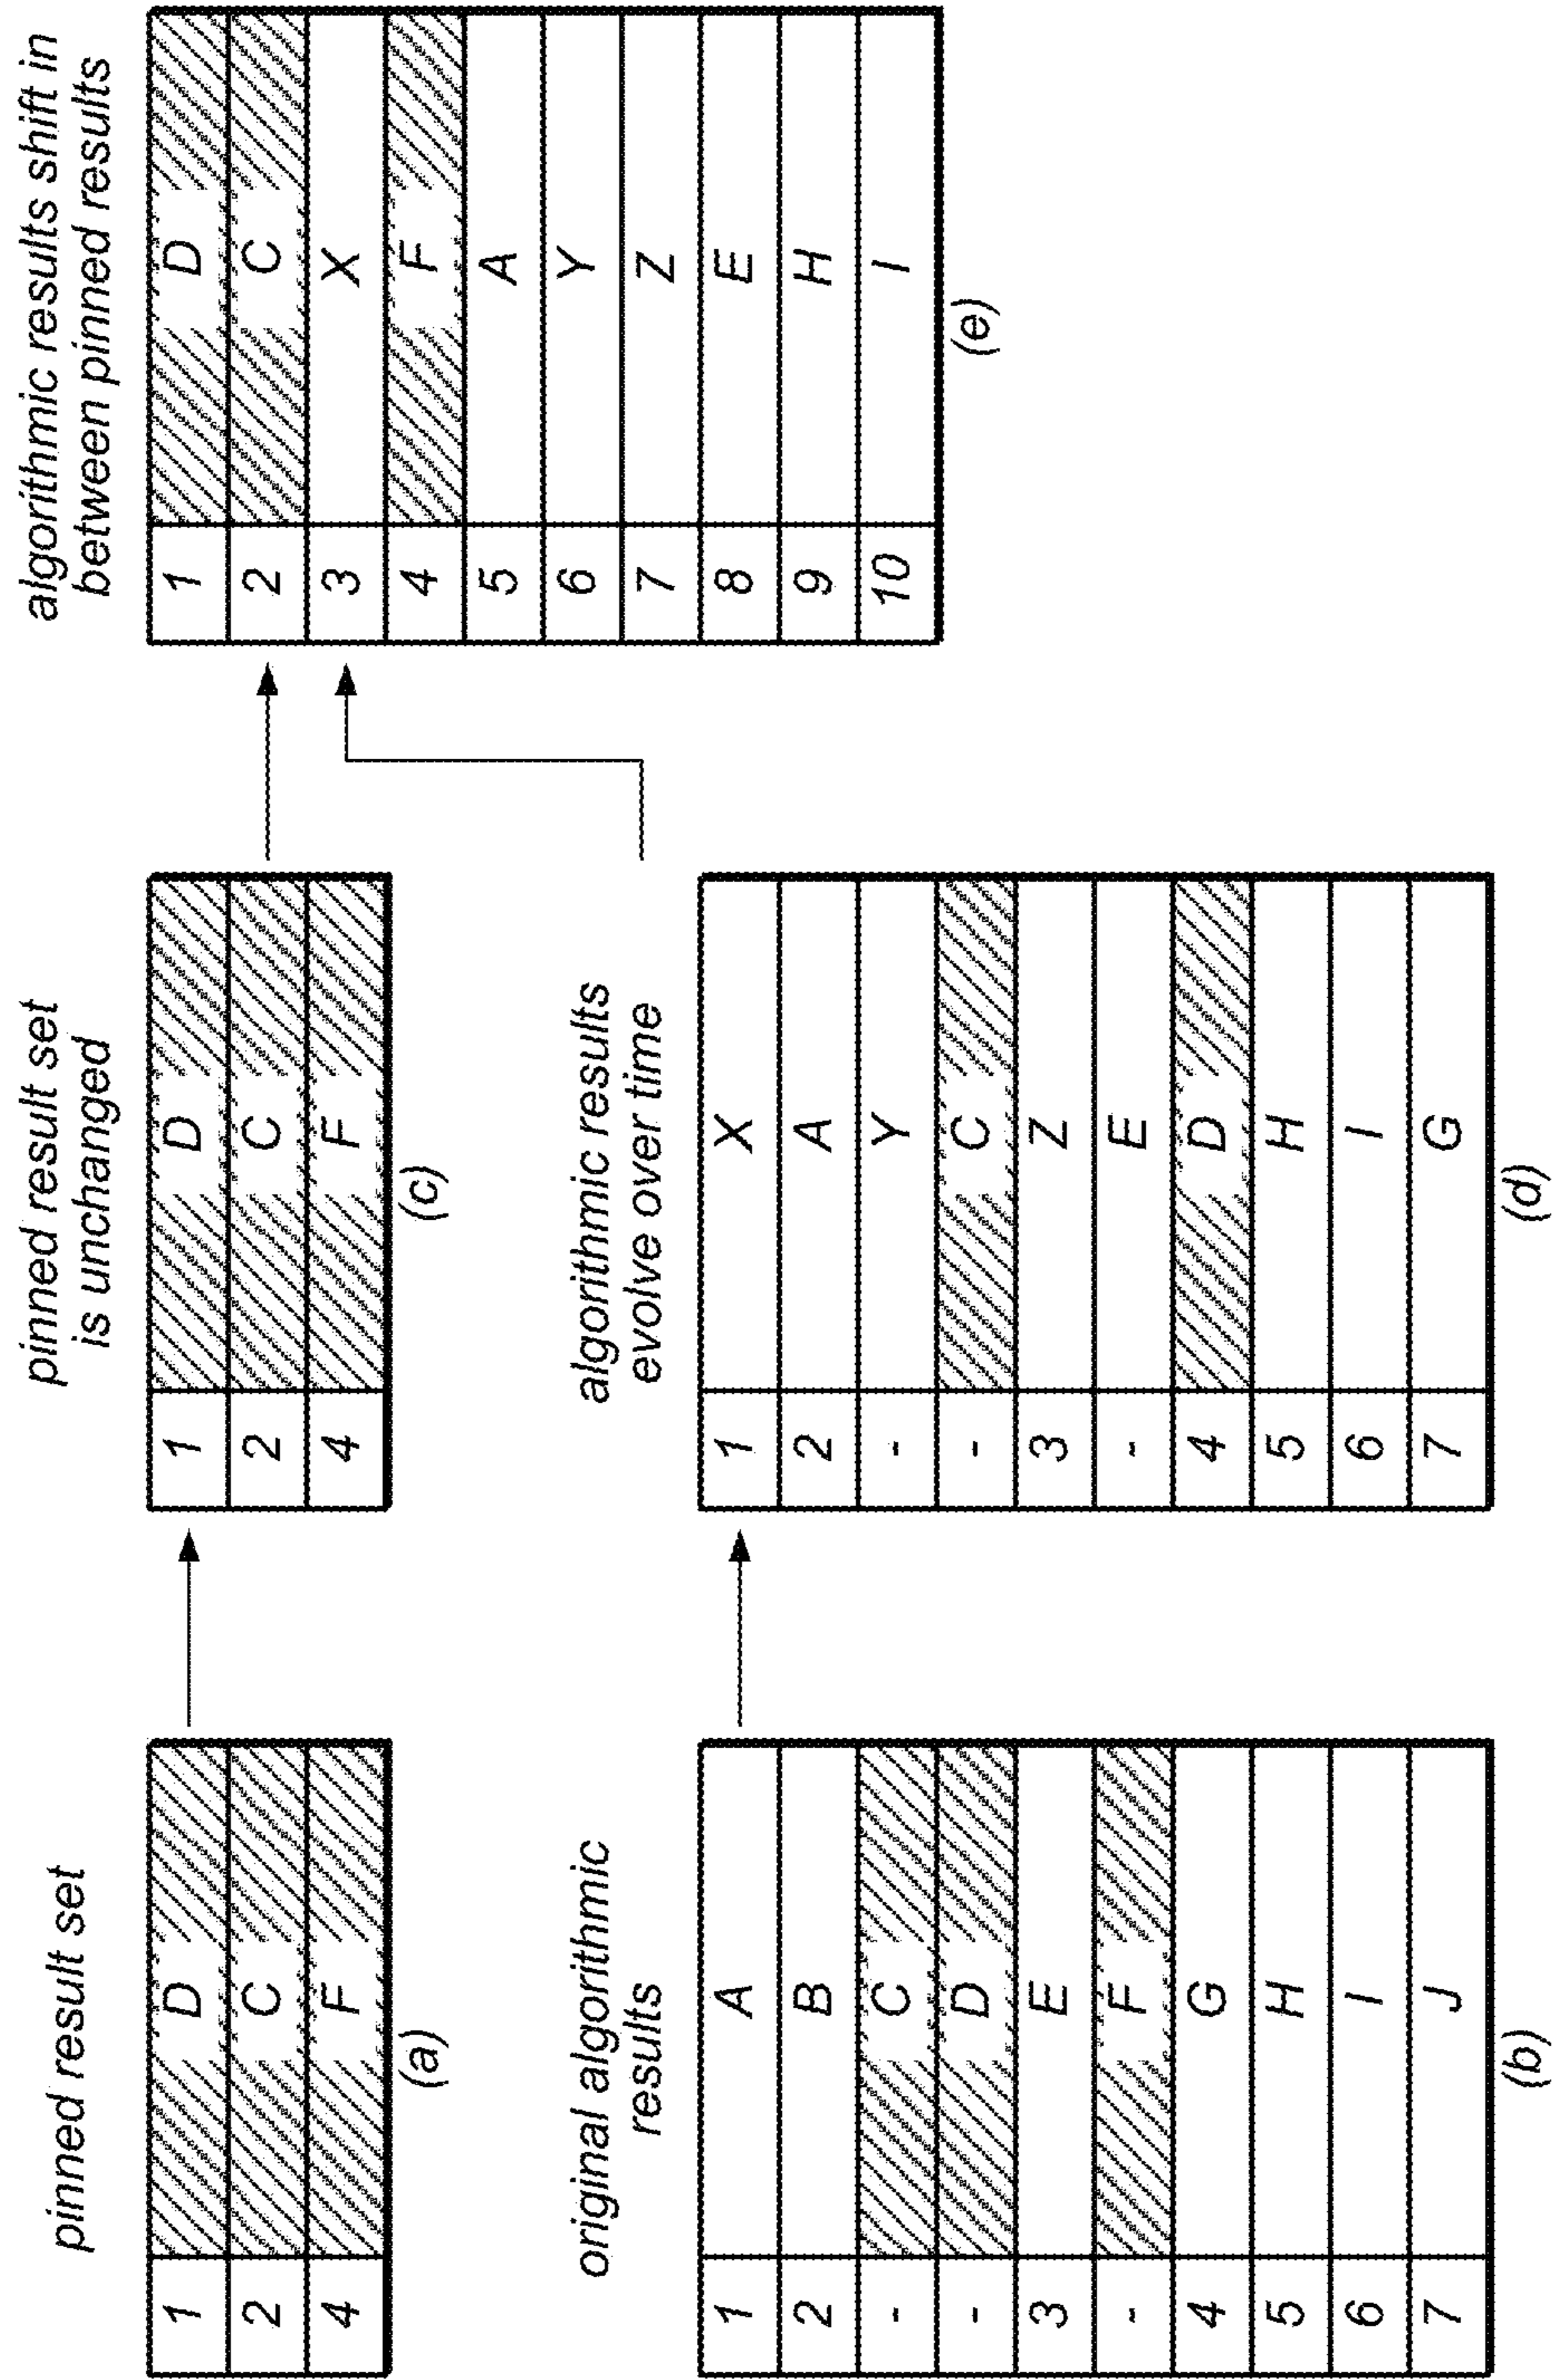 pinned result set
1 D
2 C
4 F
(a)
original algorithmic
results
1 A
2 B
- C
- D
3 E
- F
4 G
5 H
6 I
7 J
(b)
pinned result set
is unchanged
1 D
2 C
4 F
(c)
algorithmic results
evolve over time
1 X
2 A
- Y
- C
3 Z
- E
4 D
5 H
6 I
7 G
(d)
algorithmic results shift in
between pinned results
1 D
2 C
3 X
4 F
5 A
6 Y
7 Z
8 E
9 H
10 I
(e)